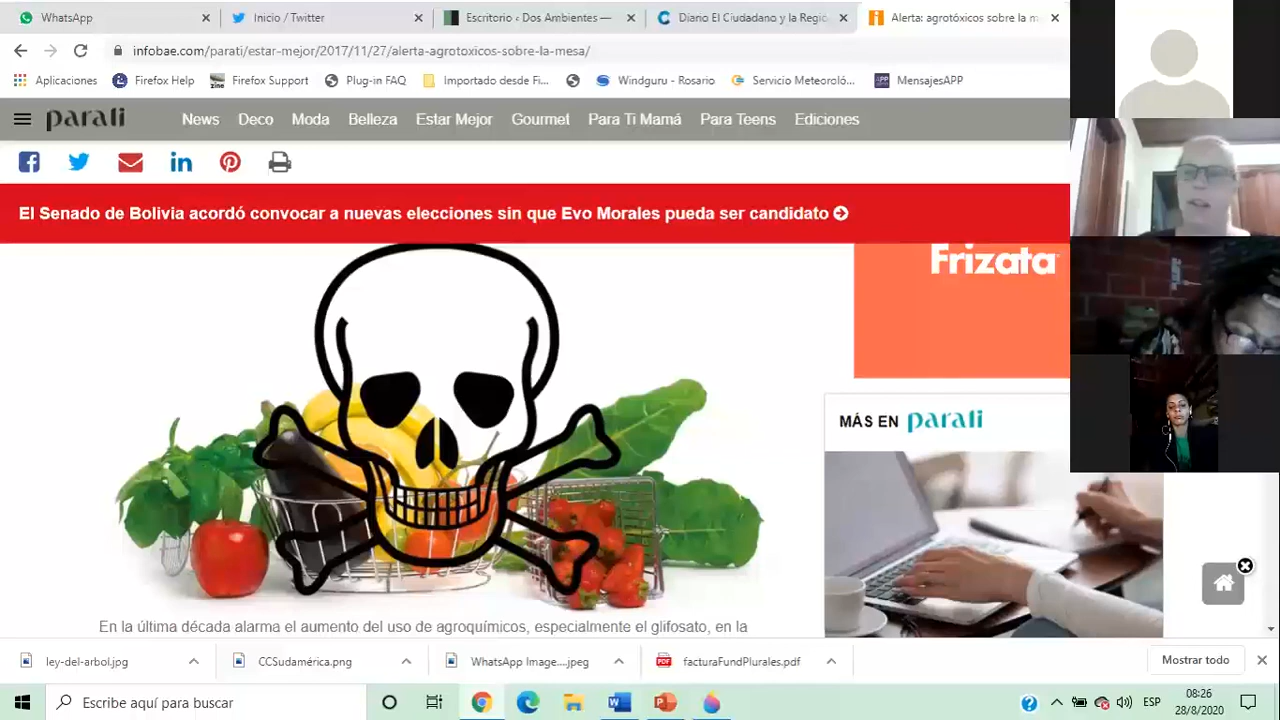 WhatsApp
Inicio / Twitter
Escritorio ‹ Dos Ambientes —
Diario El Ciudadano y la Regió
Alerta: agrotóxicos sobre la m
infobae.com/parati/estar-mejor/2017/11/27/alerta-agrotoxicos-sobre-la-mesa/
Aplicaciones
Firefox Help
Firefox Support
Plug-in FAQ
Importado desde Fi...
Windguru - Rosario
Servicio Meteoroló...
MensajesAPP
parati
News
Deco
Moda
Belleza
Estar Mejor
Gourmet
Para Ti Mamá
Para Teens
Ediciones
El Senado de Bolivia acordó convocar a nuevas elecciones sin que Evo Morales pueda ser candidato
Frizata
MÁS EN parati
En la última década alarma el aumento del uso de agroquímicos, especialmente el glifosato, en la
ley-del-arbol.jpg
CCSudamérica.png
WhatsApp Image....jpeg
facturaFundPlurales.pdf
Mostrar todo
Escribe aquí para buscar
ESP
08:26
28/8/2020